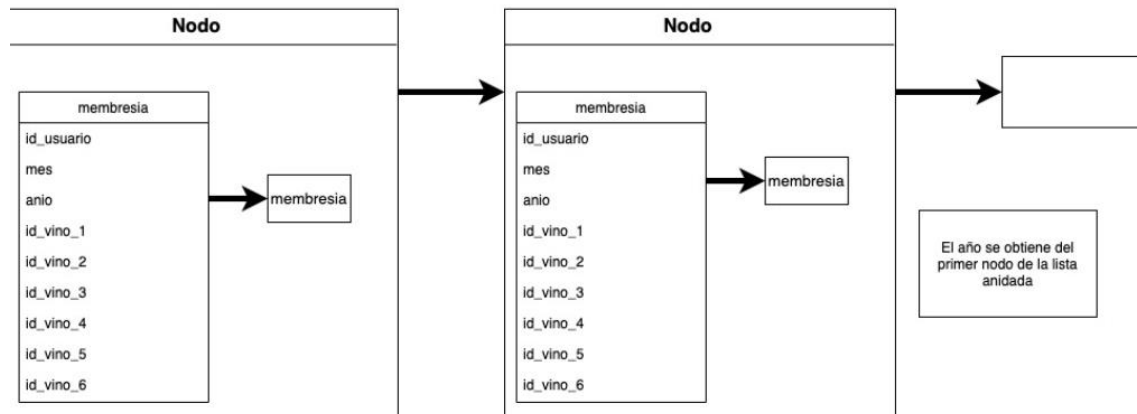 Nodo
membresia
id_usuario
mes
anio
id_vino_1
id_vino_2
id_vino_3
id_vino_4
id_vino_5
id_vino_6
membresia
Nodo
membresia
id_usuario
mes
anio
id_vino_1
id_vino_2
id_vino_3
id_vino_4
id_vino_5
id_vino_6
membresia
El año se obtiene del
primer nodo de la lista
anidada